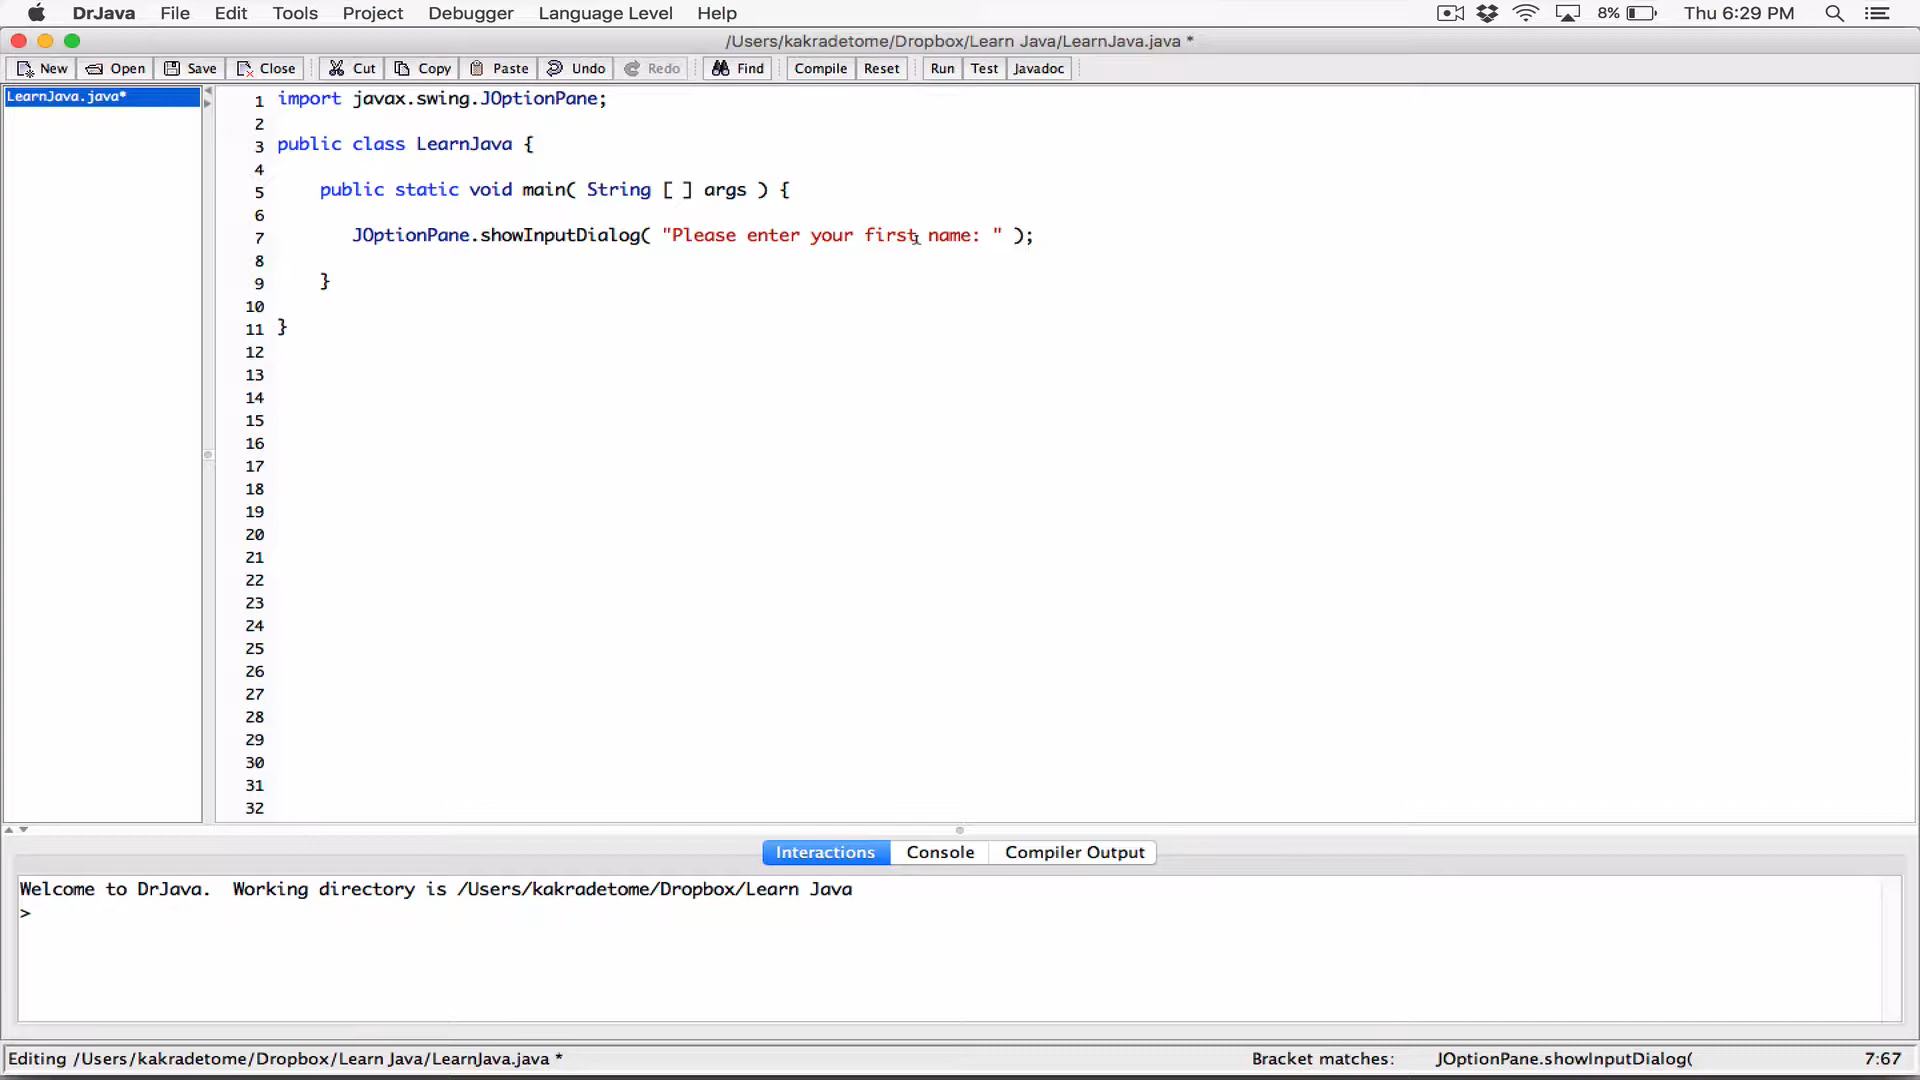 DrJava File Edit Tools Project Debugger Language Level Help 8% Thu 6:29 PM
/Users/kakradetome/Dropbox/Learn Java/LearnJava.java *
New Open Save Close Cut Copy Paste Undo Redo Find Compile Reset Run Test Javadoc
LearnJava.java*
1 import javax.swing.JOptionPane;
2
3 public class LearnJava {
4
5 public static void main( String [ ] args ) {
6
7 JOptionPane.showInputDialog( "Please enter your first name: " );
8
9 }
10
11 }
12
13
14
15
16
17
18
19
20
21
22
23
24
25
26
27
28
29
30
31
32
Interactions Console Compiler Output
Welcome to DrJava.  Working directory is /Users/kakradetome/Dropbox/Learn Java
>
Editing /Users/kakradetome/Dropbox/Learn Java/LearnJava.java * Bracket matches: JOptionPane.showInputDialog( 7:67